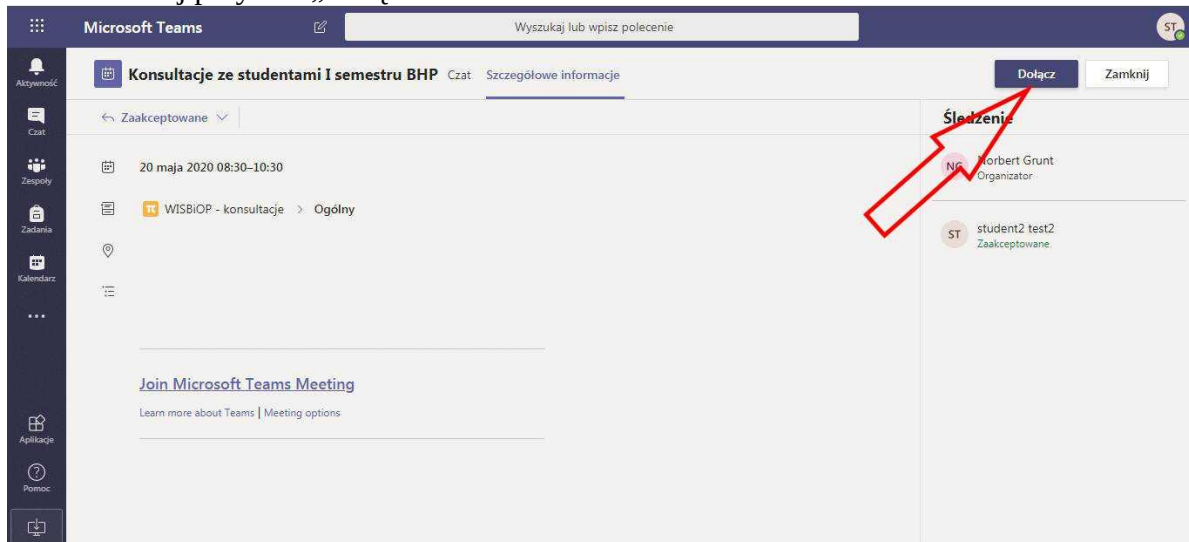 Microsoft Teams
Wyszukaj lub wpisz polecenie
ST
Aktywność
Czat
Zespoły
Zadania
Kalendarz
Aplikacje
Pomoc
Konsultacje ze studentami I semestru BHP Czat Szczegółowe informacje
Dołącz Zamknij
Zaakceptowane
20 maja 2020 08:30–10:30
π WISBiOP - konsultacje > Ogólny
Join Microsoft Teams Meeting
Learn more about Teams | Meeting options
Śledzenie
NG Norbert Grunt
Organizator
ST student2 test2
Zaakceptowane